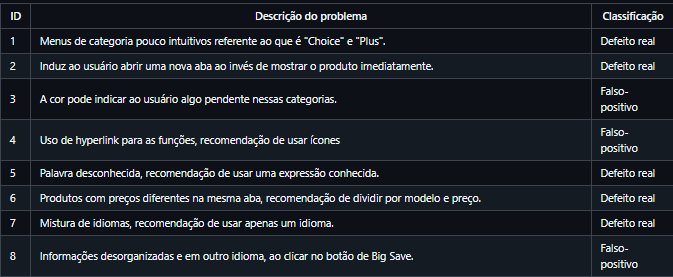 ID Descrição do problema Classificação
1 Menus de categoria pouco intuitivos referente ao que é "Choice" e "Plus". Defeito real
2 Induz ao usuário abrir uma nova aba ao invés de mostrar o produto imediatamente. Defeito real
3 A cor pode indicar ao usuário algo pendente nessas categorias. Falso-
positivo
4 Uso de hyperlink para as funções, recomendação de usar ícones Falso-
positivo
5 Palavra desconhecida, recomendação de usar uma expressão conhecida. Defeito real
6 Produtos com preços diferentes na mesma aba, recomendação de dividir por modelo e preço. Defeito real
7 Mistura de idiomas, recomendação de usar apenas um idioma. Defeito real
8 Informações desorganizadas e em outro idioma, ao clicar no botão de Big Save. Falso-
positivo